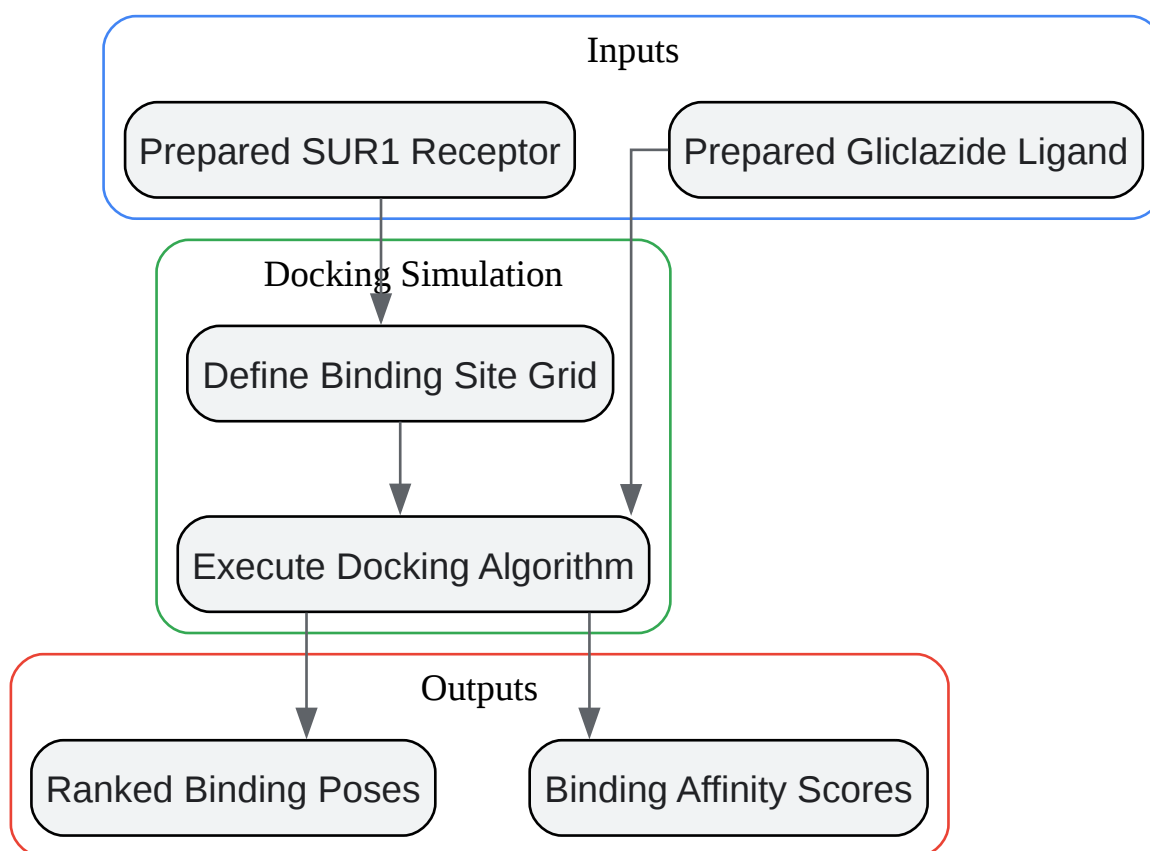 Inputs
Prepared SUR1 Receptor
Prepared Gliclazide Ligand
Docking Simulation
Define Binding Site Grid
Execute Docking Algorithm
Outputs
Ranked Binding Poses
Binding Affinity Scores